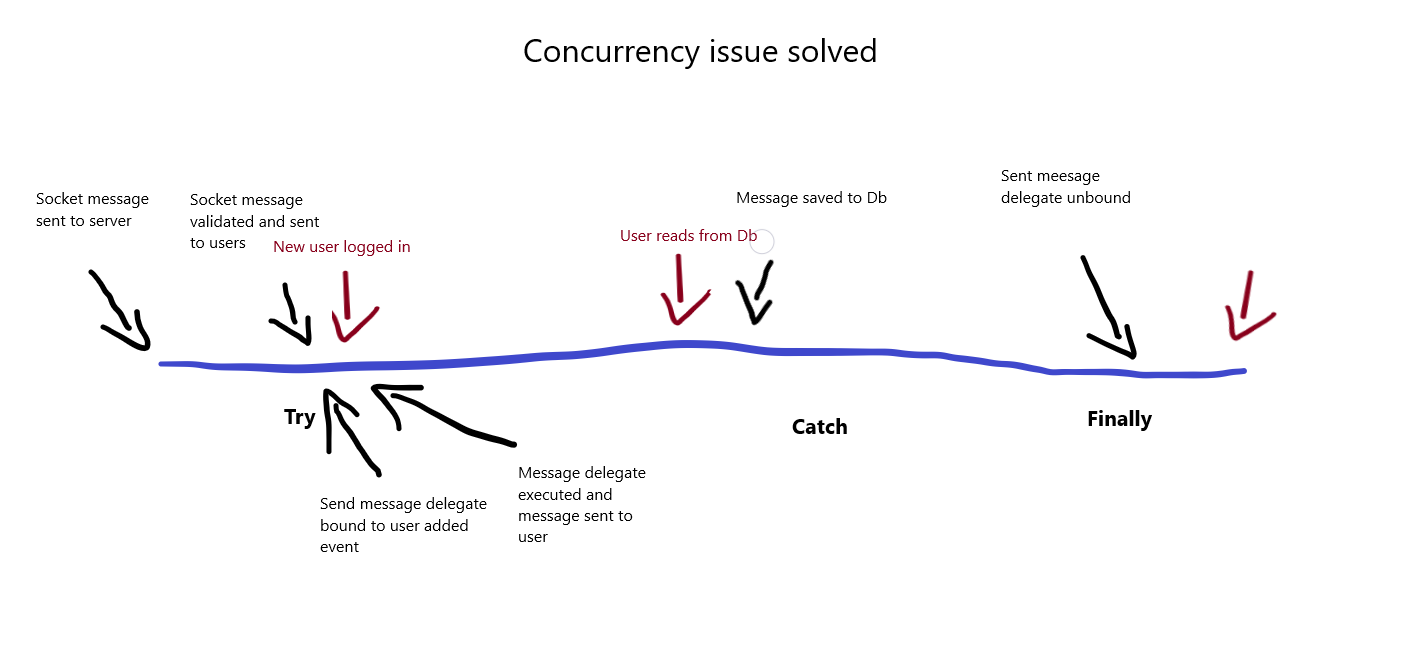 Concurrency issue solved
Socket message
sent to server
Socket message
validated and sent
to users
New user logged in
User reads from Db
Message saved to Db
Sent meesage
delegate unbound
Try
Catch
Finally
Send message delegate
bound to user added
event
Message delegate
executed and
message sent to
user